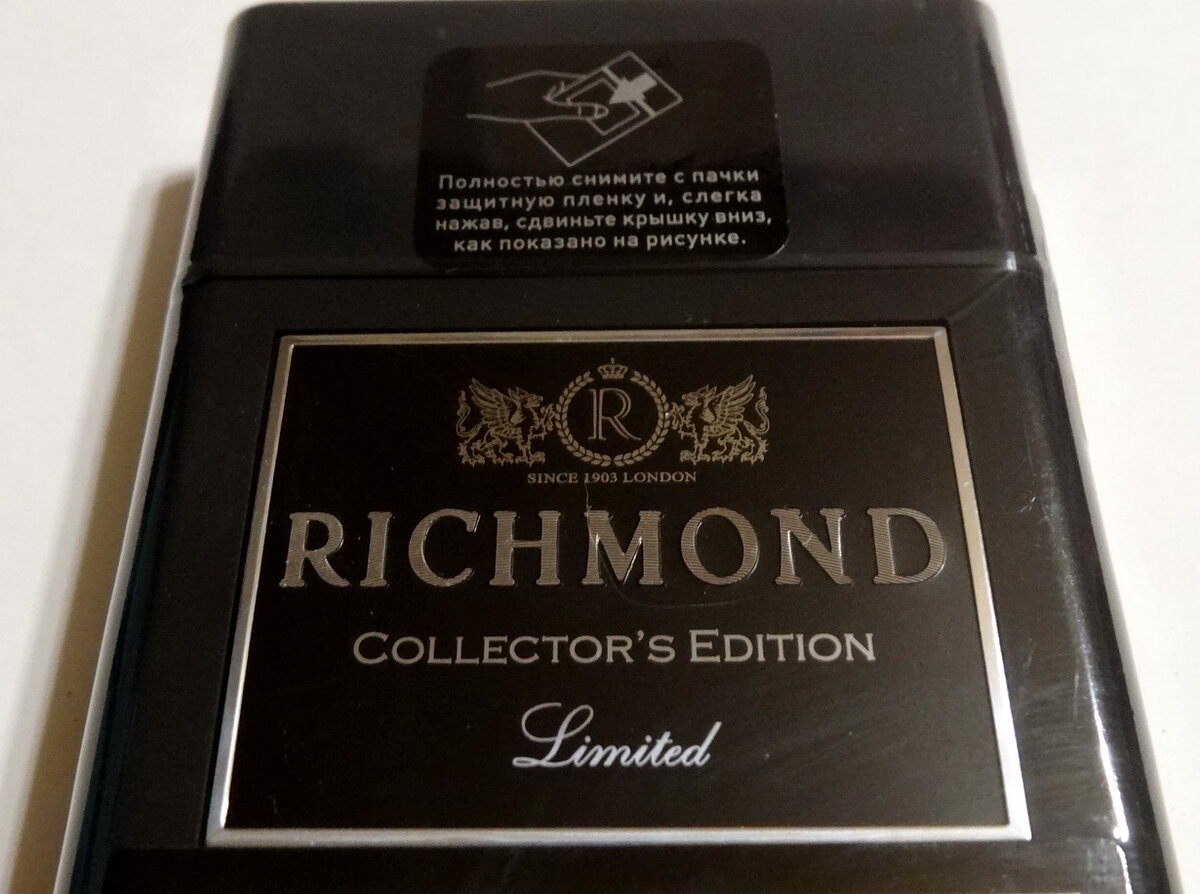 Полностью снимите с пачки
защитную пленку и, слегка
нажав, сдвиньте крышку вниз,
как показано на рисунке.
R
SINCE 1903 LONDON
RICHMOND
COLLECTOR'S EDITION
Limited